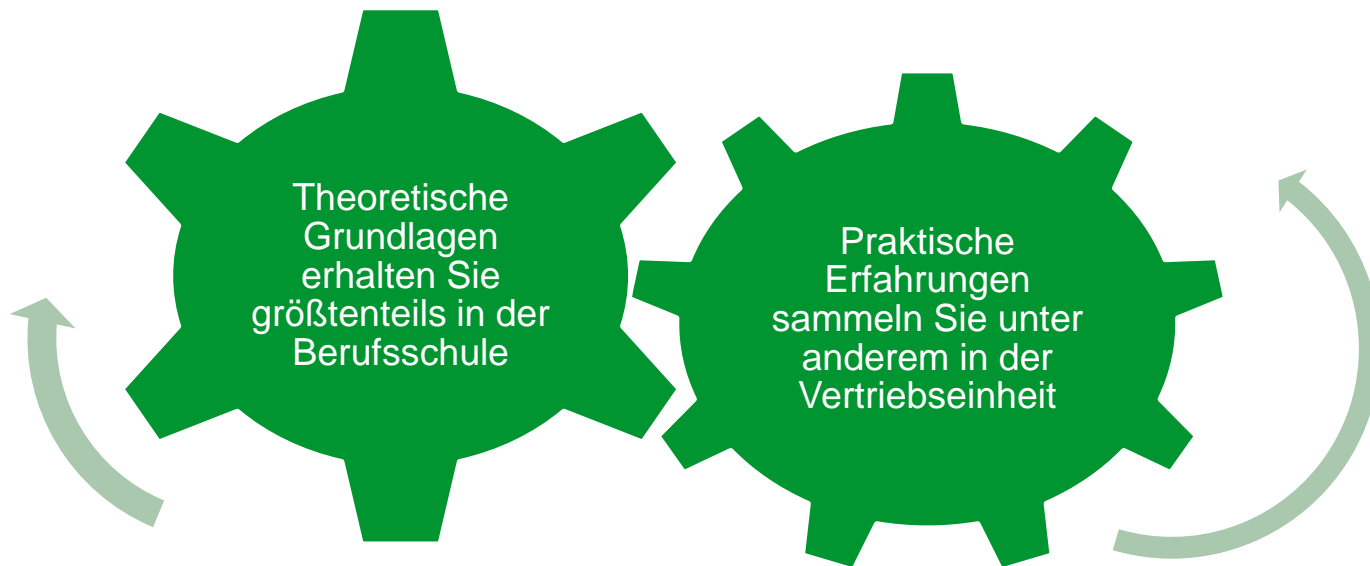 Theoretische
Grundlagen
erhalten Sie
größtenteils in der
Berufsschule
Praktische
Erfahrungen
sammeln Sie unter
anderem in der
Vertriebseinheit